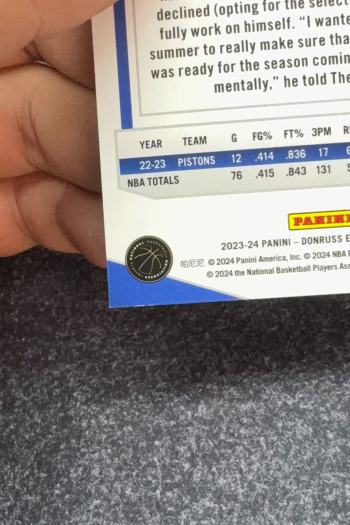 declined (opting for the select
fully work on himself. "I wante
summer to really make sure tha
was ready for the season comin
mentally," he told The
YEAR TEAM G FG% FT% 3PM
22-23 PISTONS 12 .414 .836 17
NBA TOTALS 76 .415 .843 131
PANINI
2023-24 PANINI – DONRUSS E
帕尼尼 © 2024 Panini America, Inc. © 2024 NBA
© 2024 the National Basketball Players Ass